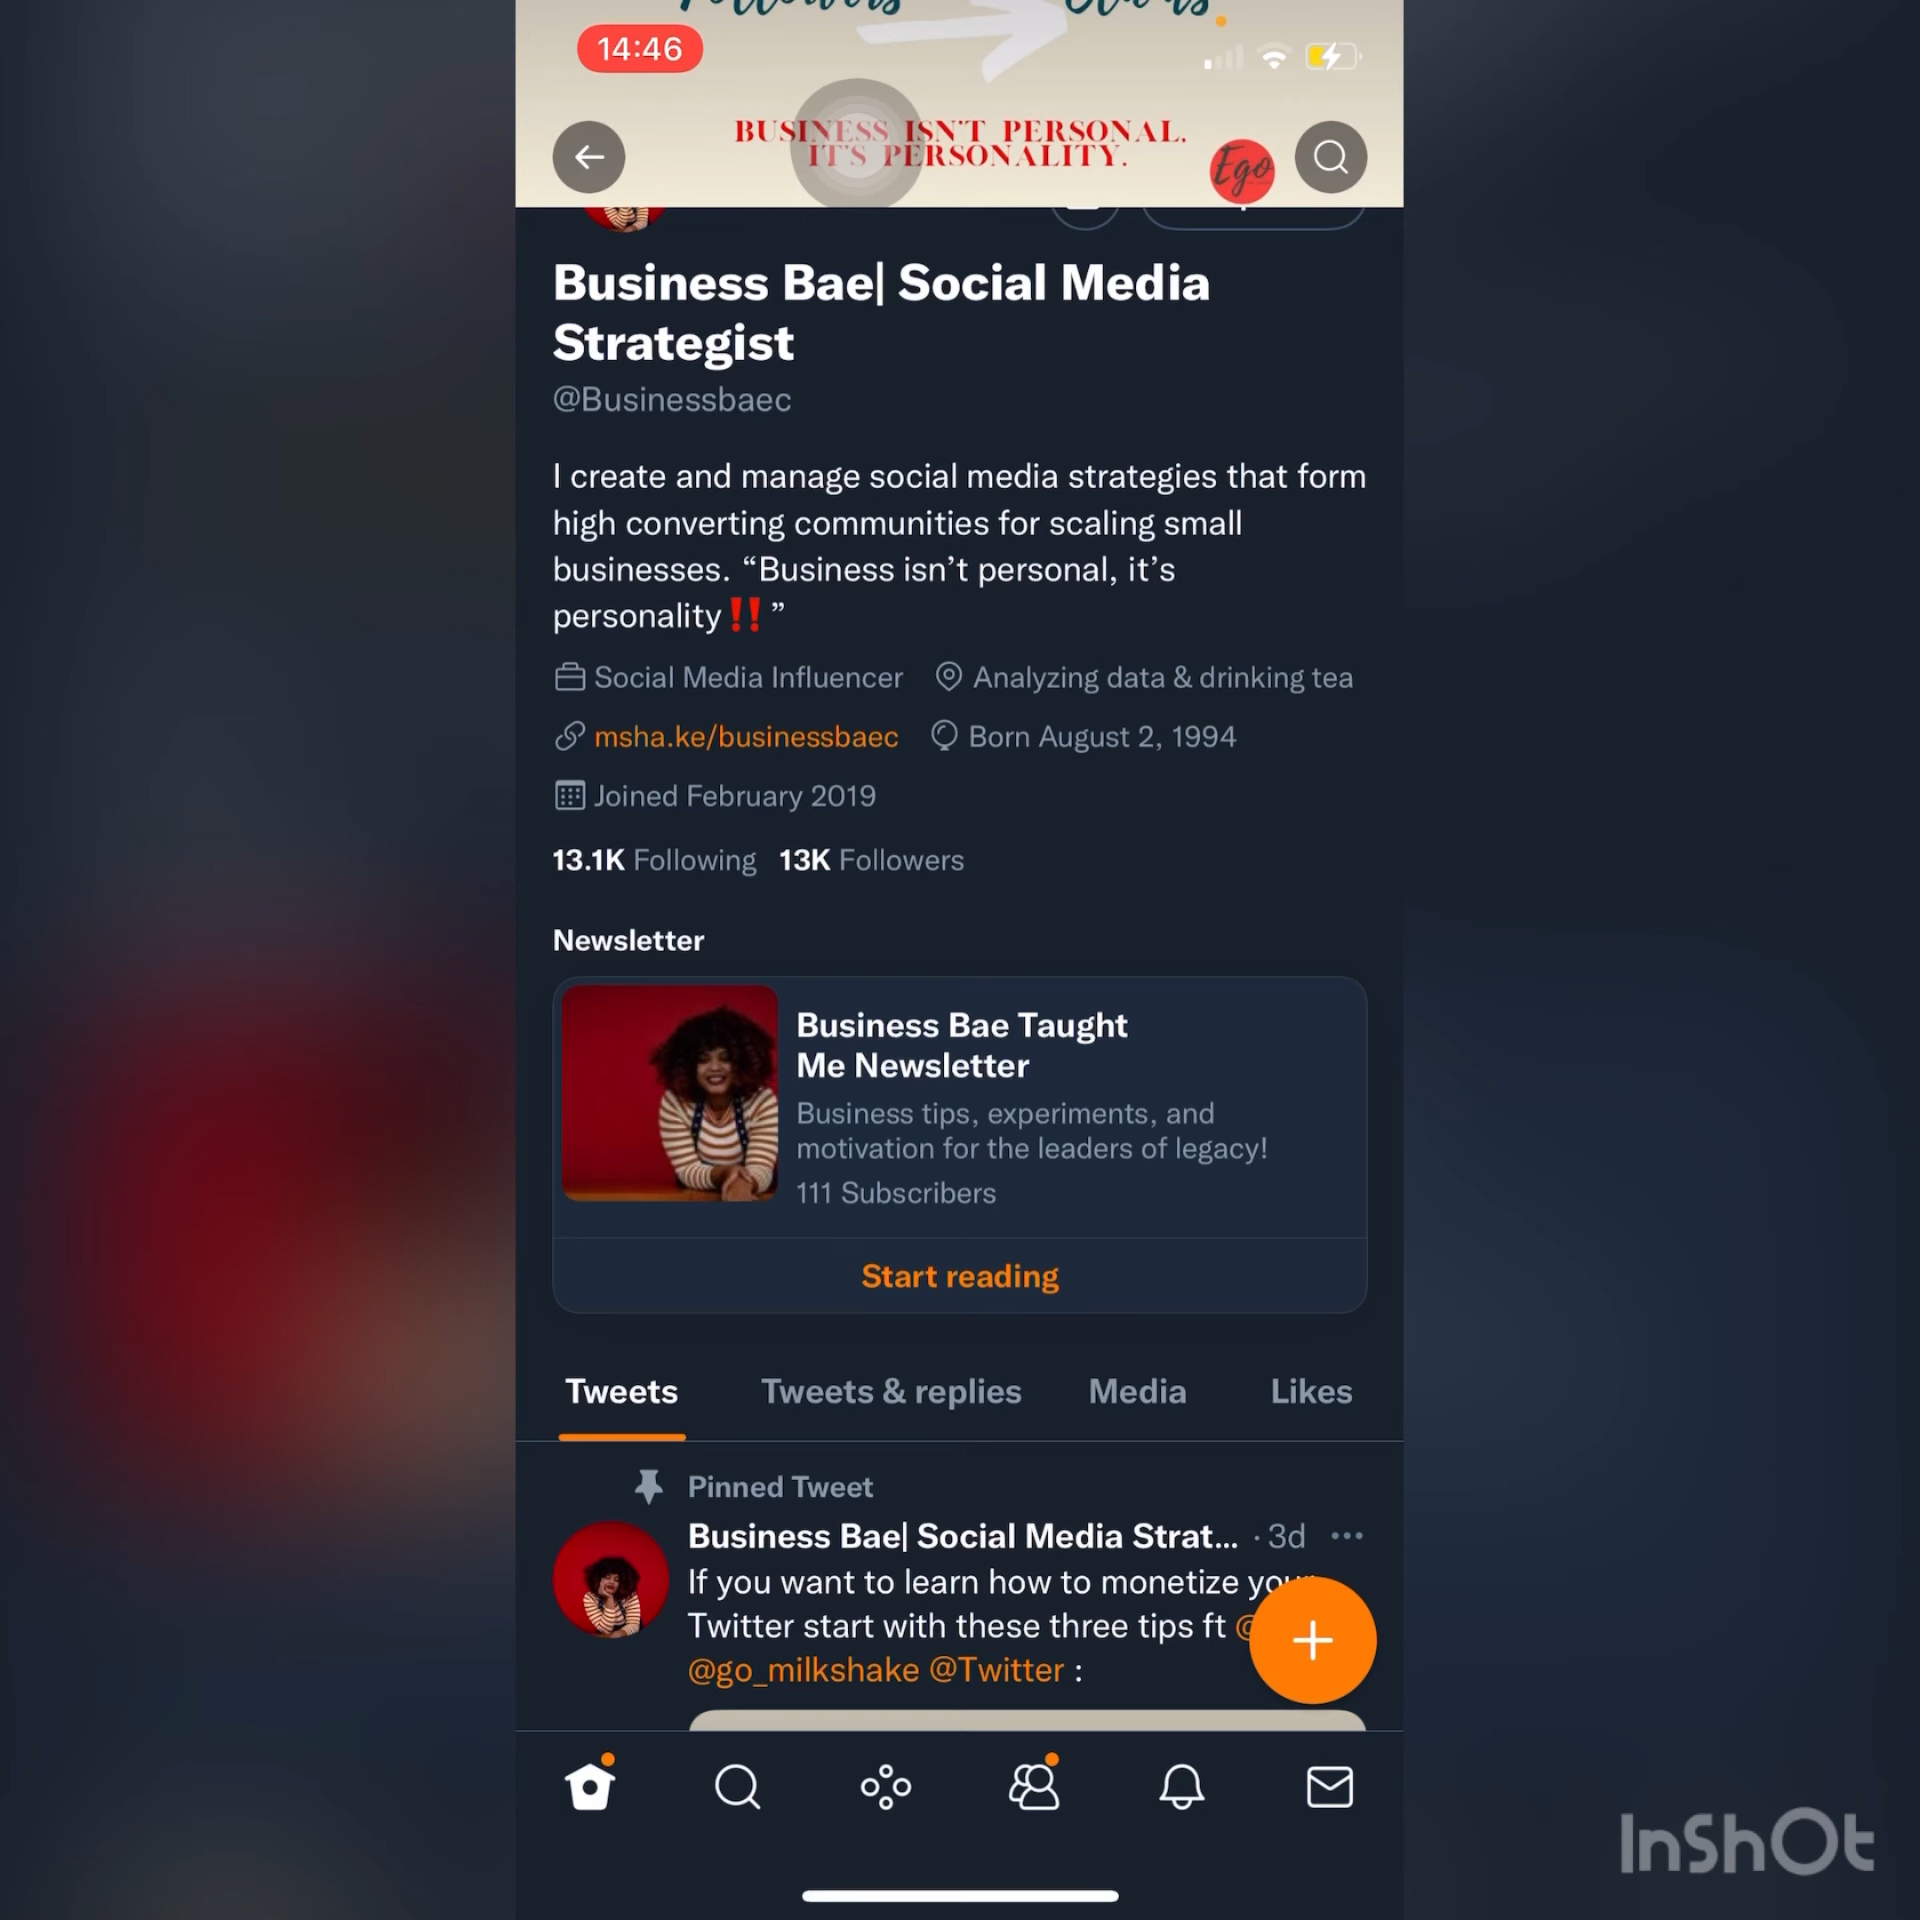 14:46
BUSINESS ISN'T PERSONAL.
IT'S PERSONALITY.
Ego
Business Bae| Social Media
Strategist
@Businessbaec
I create and manage social media strategies that form
high converting communities for scaling small
businesses. “Business isn’t personal, it’s
personality‼️”
Social Media Influencer Analyzing data & drinking tea
msha.ke/businessbaec Born August 2, 1994
Joined February 2019
13.1K Following 13K Followers
Newsletter
Business Bae Taught
Me Newsletter
Business tips, experiments, and
motivation for the leaders of legacy!
111 Subscribers
Start reading
Tweets Tweets & replies Media Likes
Pinned Tweet
Business Bae| Social Media Strat... · 3d
If you want to learn how to monetize your
Twitter start with these three tips ft @
@go_milkshake @Twitter :
InShOt